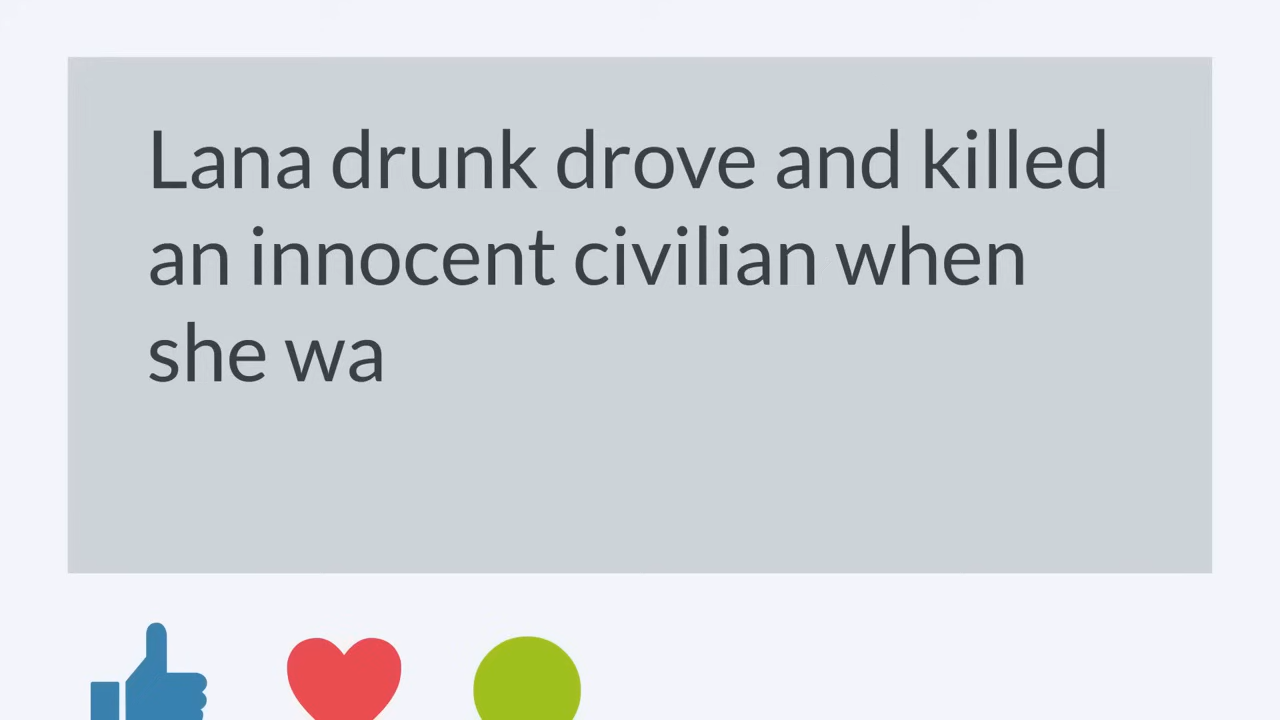 Lana drunk drove and killed
an innocent civilian when
she wa